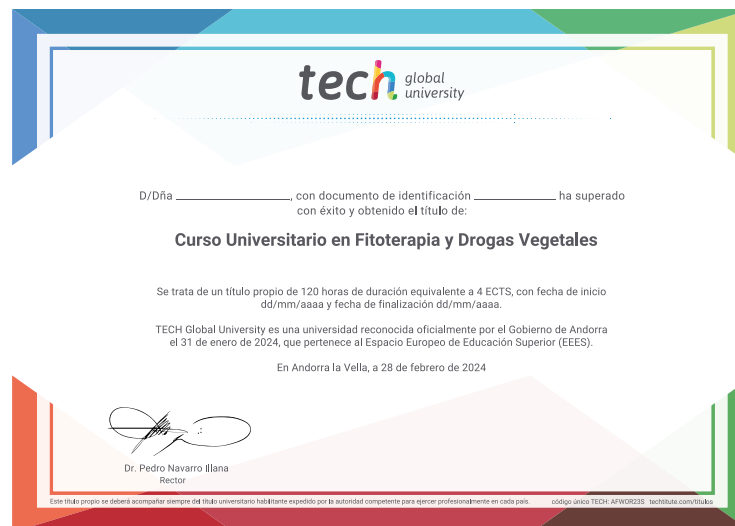 tech global university
D/Dña ____________, con documento de identificación ____________ ha superado
con éxito y obtenido el título de:
Curso Universitario en Fitoterapia y Drogas Vegetales
Se trata de un título propio de 120 horas de duración equivalente a 4 ECTS, con fecha de inicio
dd/mm/aaaa y fecha de finalización dd/mm/aaaa.
TECH Global University es una universidad reconocida oficialmente por el Gobierno de Andorra
el 31 de enero de 2024, que pertenece al Espacio Europeo de Educación Superior (EEES).
En Andorra la Vella, a 28 de febrero de 2024
Dr. Pedro Navarro Illana
Rector
Este título propio se deberá acompañar siempre del título universitario habilitante expedido por la autoridad competente para ejercer profesionalmente en cada país. código único TECH: AFWOR23S techtitute.com/titulos